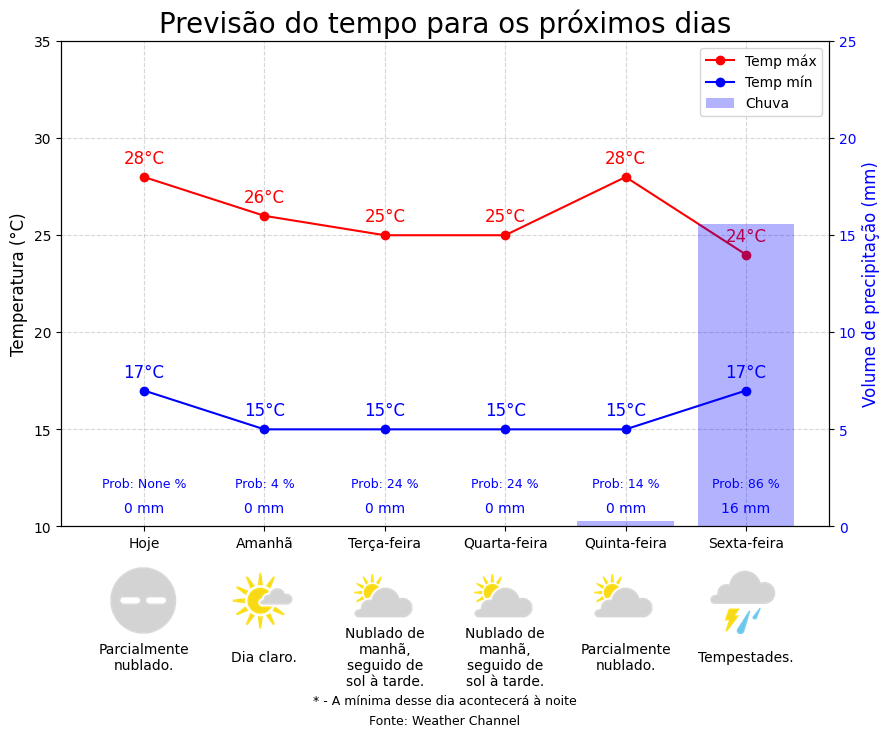 Previsão do tempo para os próximos dias
35
30
25
20
15
10
Temperatura (°C)
25
20
15
10
5
0
Volume de precipitação (mm)
Temp máx
Temp mín
Chuva
28°C
26°C
25°C
25°C
28°C
24°C
17°C
15°C
15°C
15°C
15°C
17°C
Prob: None %
Prob: 4 %
Prob: 24 %
Prob: 24 %
Prob: 14 %
Prob: 86 %
0 mm
0 mm
0 mm
0 mm
0 mm
16 mm
Hoje
Amanhã
Terça-feira
Quarta-feira
Quinta-feira
Sexta-feira
Parcialmente
nublado.
Dia claro.
Nublado de
manhã,
seguido de
sol à tarde.
Nublado de
manhã,
seguido de
sol à tarde.
Parcialmente
nublado.
Tempestades.
* - A mínima desse dia acontecerá à noite
Fonte: Weather Channel